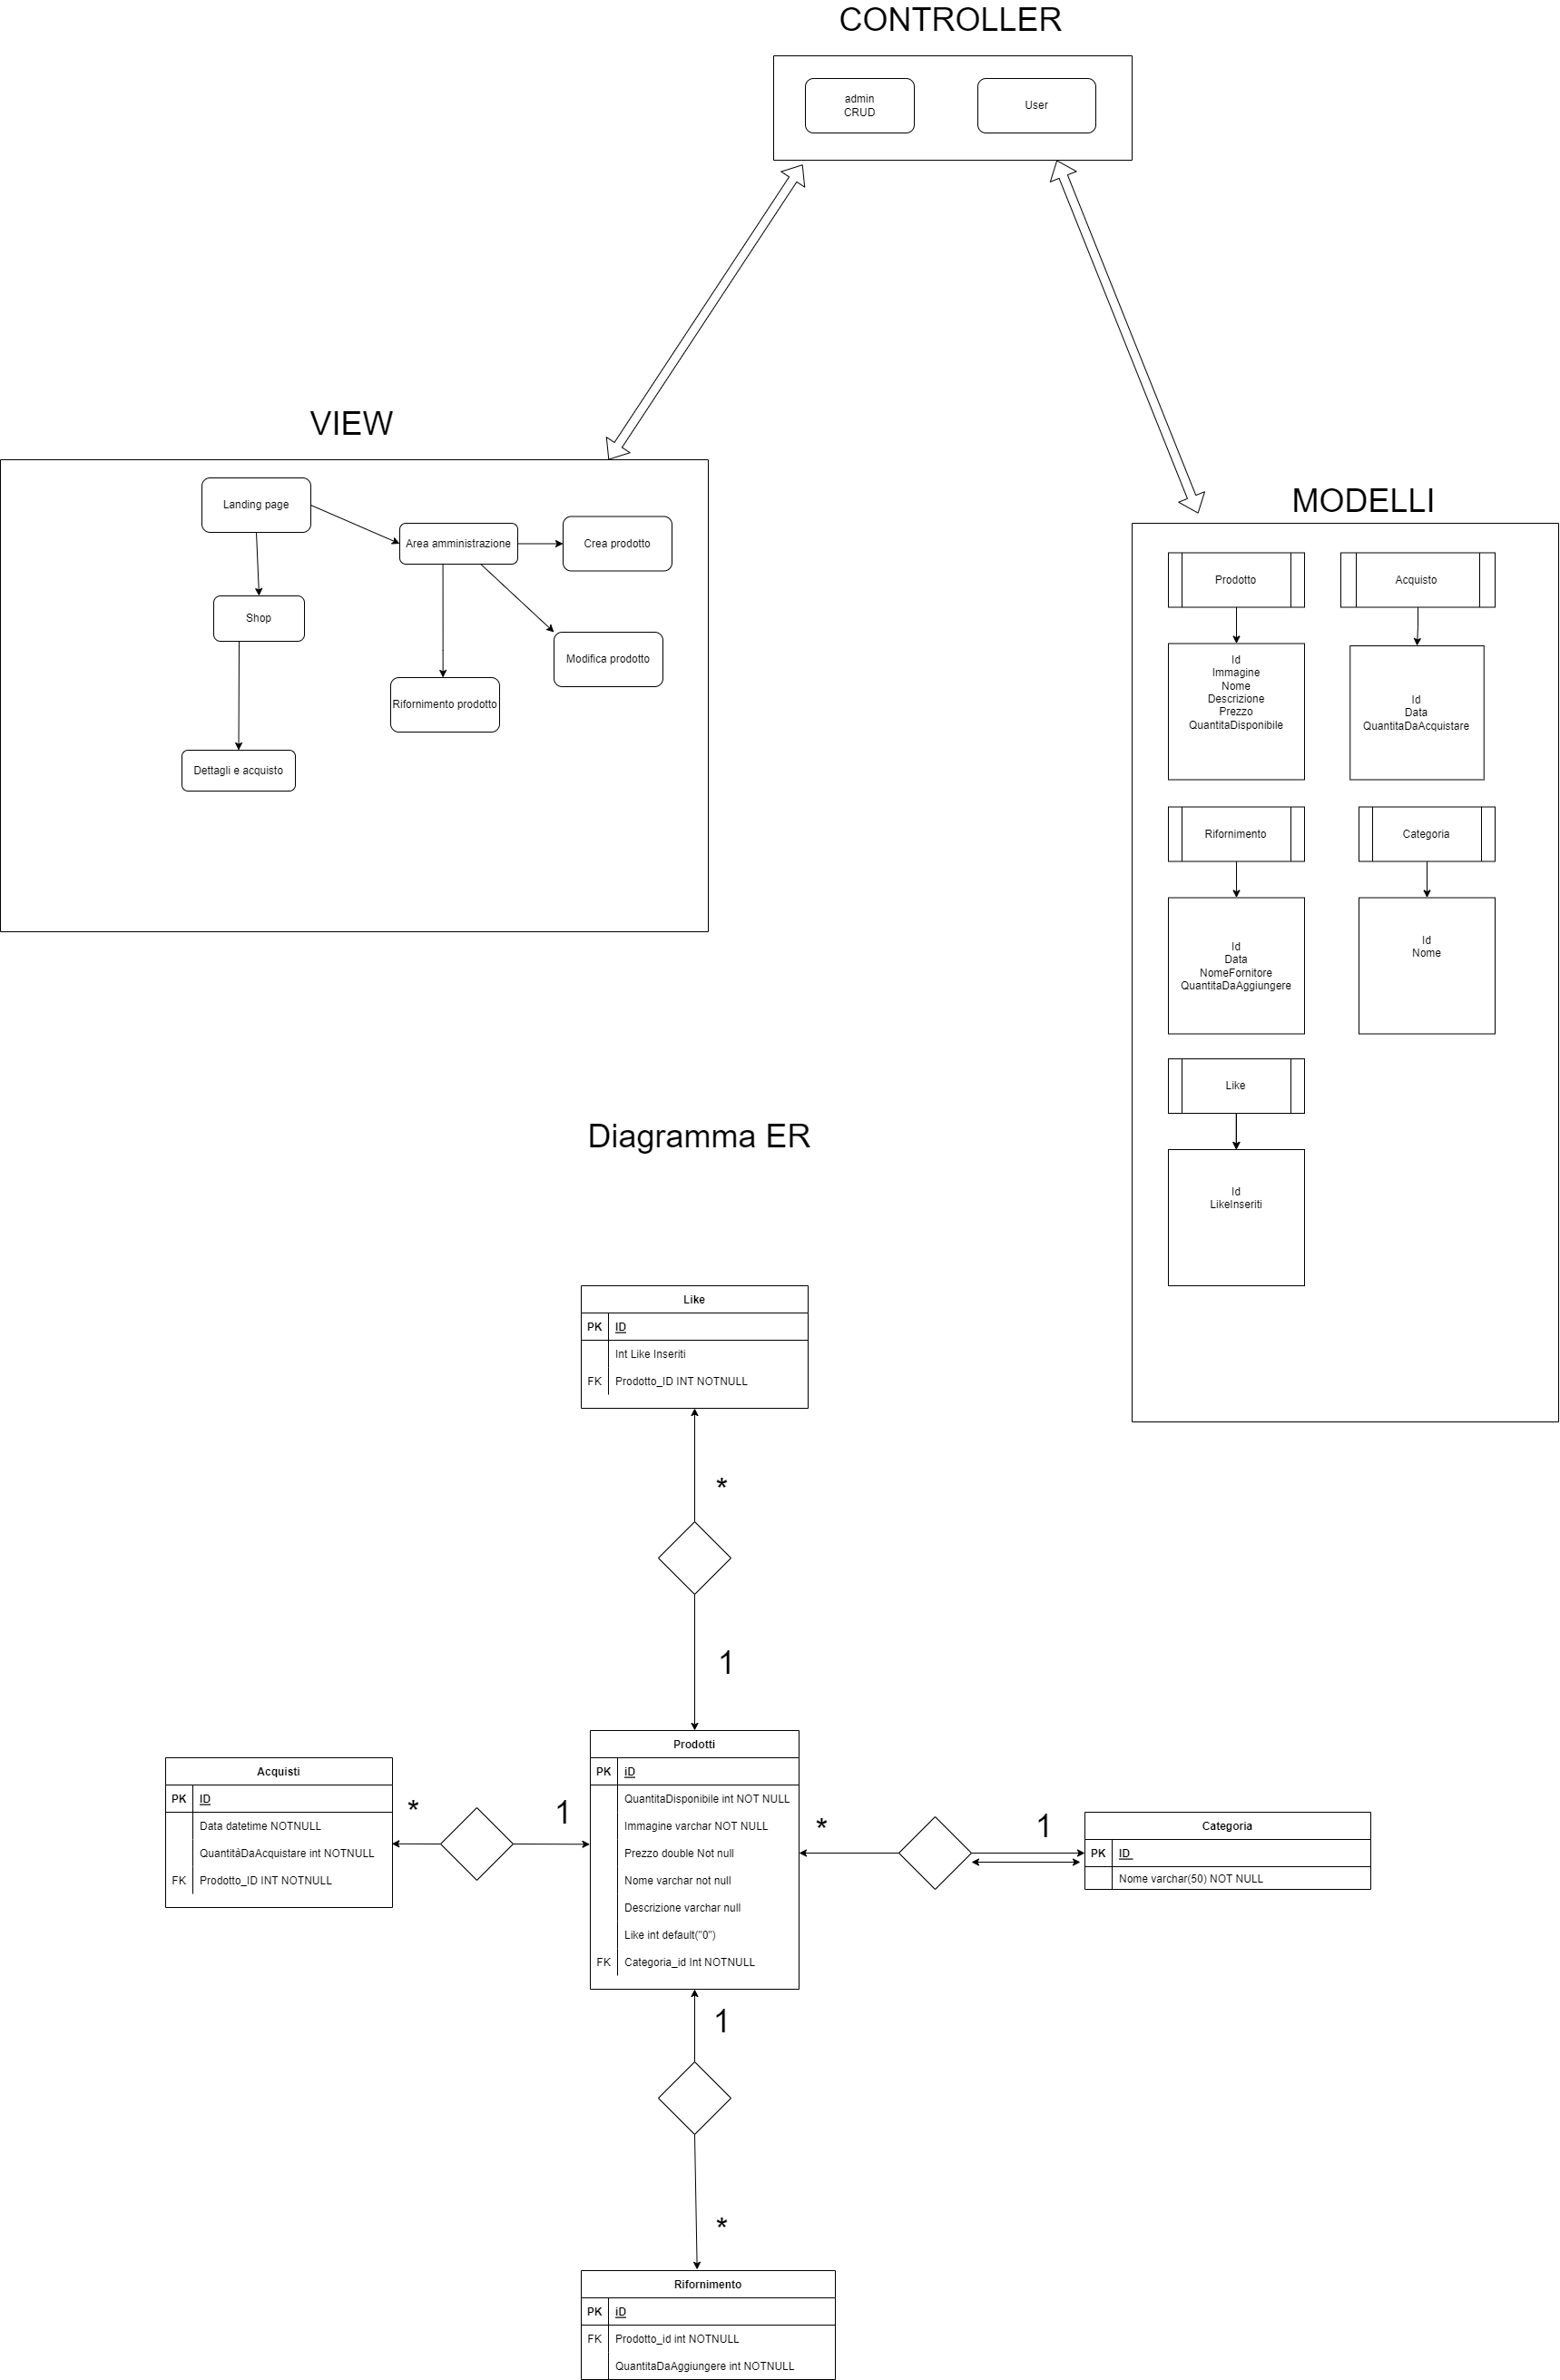 CONTROLLER
admin
CRUD
User
VIEW
Landing page
Area amministrazione
Crea prodotto
Shop
Modifica prodotto
Rifornimento prodotto
Dettagli e acquisto
MODELLI
Prodotto
Acquisto
Id
Immagine
Nome
Descrizione
Prezzo
QuantitaDisponibile
Id
Data
QuantitaDaAcquistare
Rifornimento
Categoria
Id
Data
NomeFornitore
QuantitaDaAggiungere
Id
Nome
Like
Id
LikeInseriti
Diagramma ER
Like
PK ID
Int Like Inseriti
FK Prodotto_ID INT NOTNULL
*
1
Acquisti
PK ID
Data datetime NOTNULL
QuantitàDaAcquistare int NOTNULL
FK Prodotto_ID INT NOTNULL
*
1
Prodotti
PK iD
QuantitaDisponibile int NOT NULL
Immagine varchar NOT NULL
Prezzo double Not null
Nome varchar not null
Descrizione varchar null
Like int default("0")
FK Categoria_id Int NOTNULL
*
1
Categoria
PK ID
Nome varchar(50) NOT NULL
1
*
Rifornimento
PK iD
FK Prodotto_id int NOTNULL
QuantitaDaAggiungere int NOTNULL